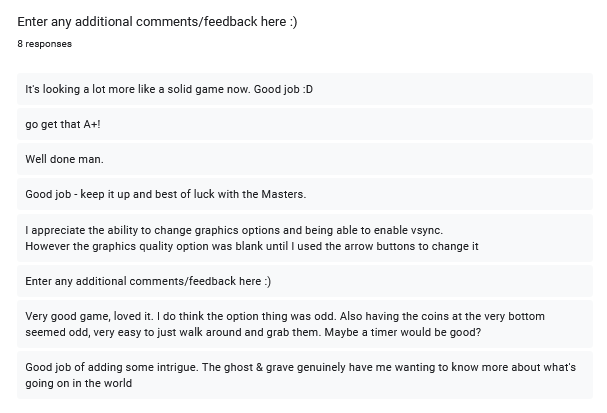 Enter any additional comments/feedback here :)
8 responses
It's looking a lot more like a solid game now. Good job :D
go get that A+!
Well done man.
Good job - keep it up and best of luck with the Masters.
I appreciate the ability to change graphics options and being able to enable vsync.
However the graphics quality option was blank until I used the arrow buttons to change it
Enter any additional comments/feedback here :)
Very good game, loved it. I do think the option thing was odd. Also having the coins at the very bottom
seemed odd, very easy to just walk around and grab them. Maybe a timer would be good?
Good job of adding some intrigue. The ghost & grave genuinely have me wanting to know more about what's
going on in the world